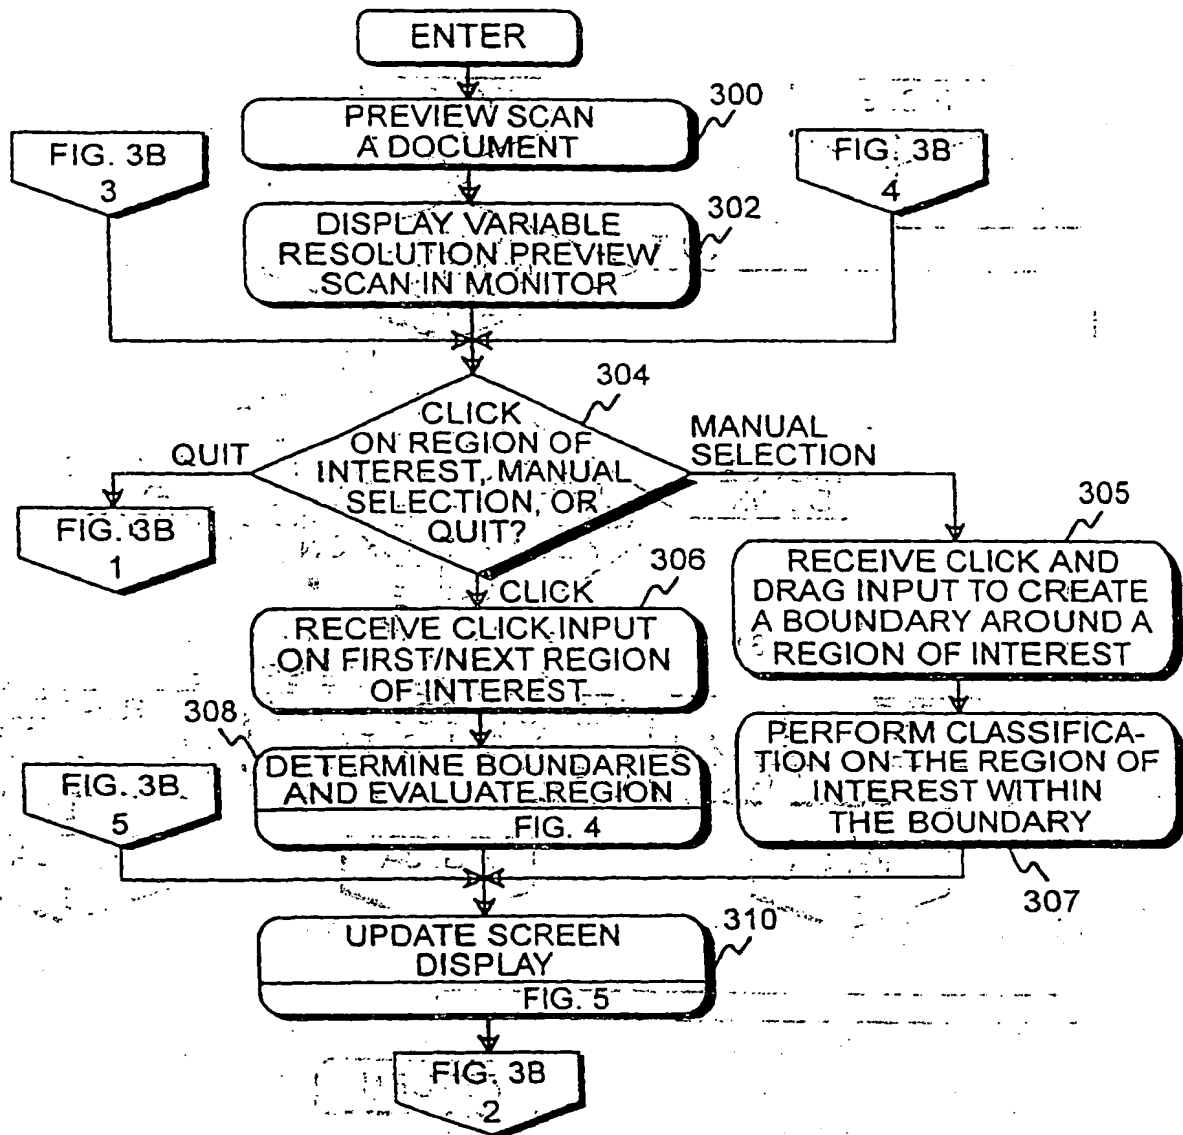 ENTER
300
PREVIEW SCAN
A DOCUMENT
FIG. 3B
3
FIG. 3B
4
302
DISPLAY VARIABLE
RESOLUTION PREVIEW
SCAN IN MONITOR
304
CLICK
ON REGION OF
INTEREST, MANUAL
SELECTION, OR
QUIT?
QUIT
MANUAL
SELECTION
FIG. 3B
1
CLICK
306
305
RECEIVE CLICK INPUT
ON FIRST/NEXT REGION
OF INTEREST
RECEIVE CLICK AND
DRAG INPUT TO CREATE
A BOUNDARY AROUND A
REGION OF INTEREST
308
DETERMINE BOUNDARIES
AND EVALUATE REGION
FIG. 4
PERFORM CLASSIFICA-
TION ON THE REGION OF
INTEREST WITHIN
THE BOUNDARY
307
FIG. 3B
5
310
UPDATE SCREEN
DISPLAY
FIG. 5
FIG. 3B
2